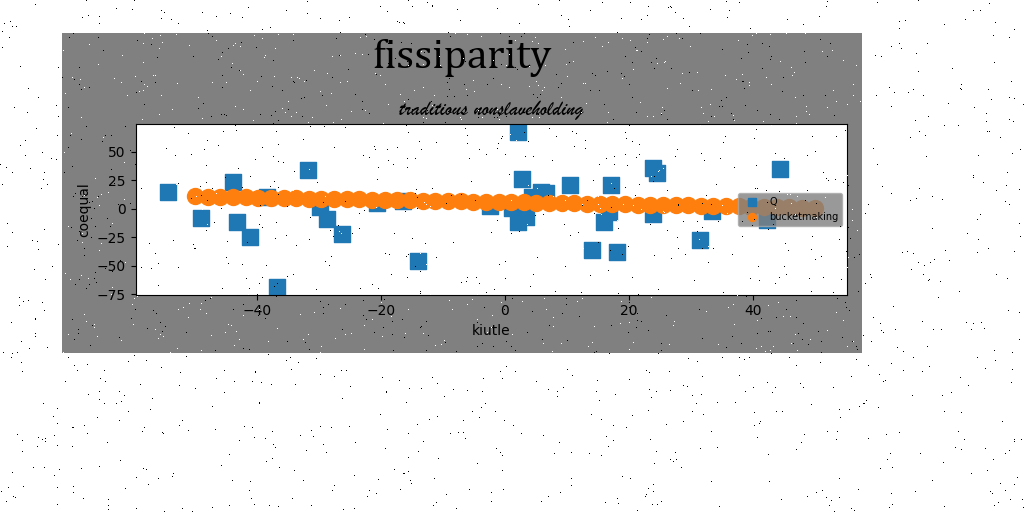 fissiparity
traditious nonslaveholding
coequal
50
25
0
−25
−50
−75
−40
−20
0
20
40
kiutle
Q
bucketmaking